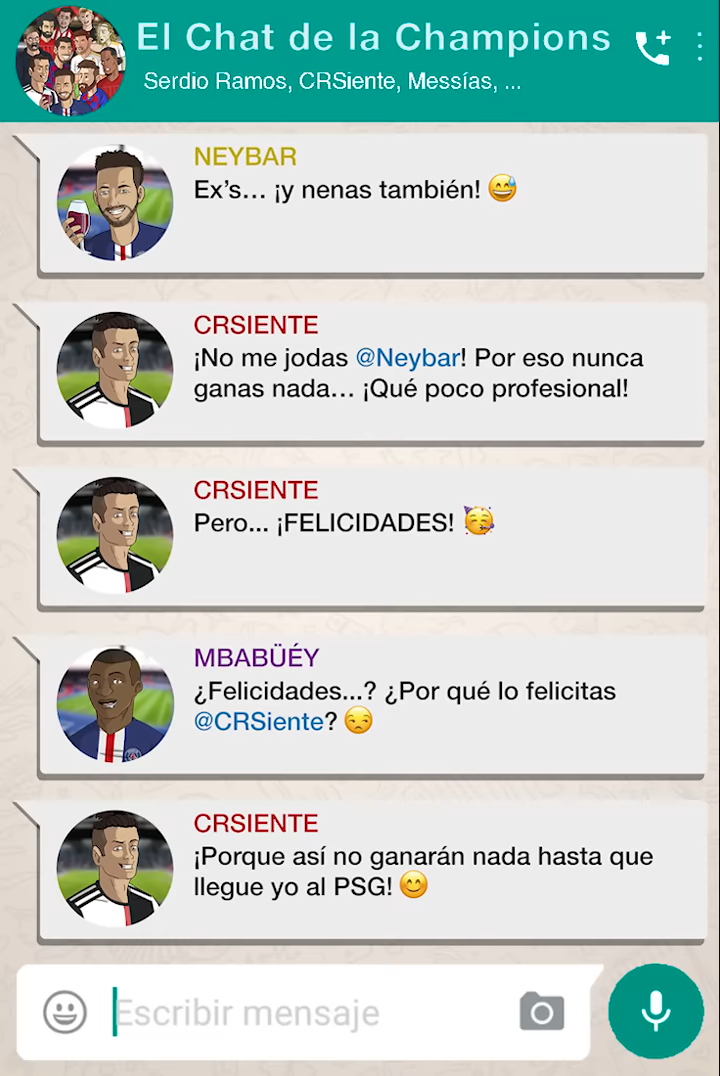 El Chat de la Champions
Serdio Ramos, CRSiente, Messías, ...
NEYBAR
Ex’s… ¡y nenas también! 😅
CRSIENTE
¡No me jodas @Neybar! Por eso nunca
ganas nada… ¡Qué poco profesional!
CRSIENTE
Pero... ¡FELICIDADES! 🥳
MBABÜÉY
¿Felicidades...? ¿Por qué lo felicitas
@CRSiente? 😒
CRSIENTE
¡Porque así no ganarán nada hasta que
llegue yo al PSG! 😊
Escribir mensaje